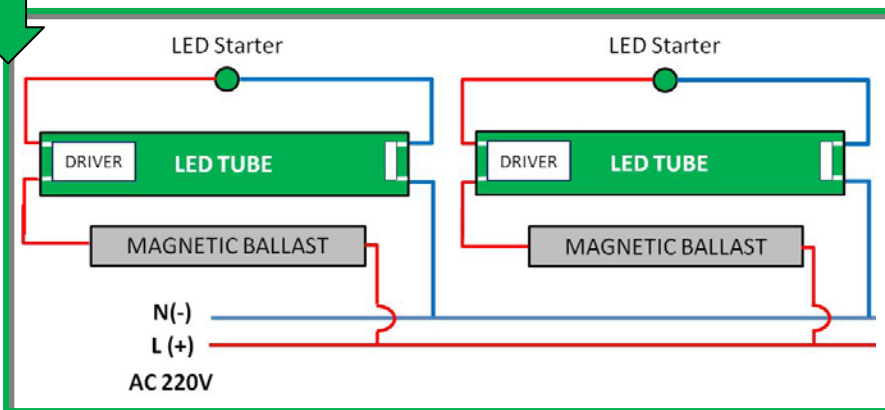 LED Starter
LED Starter
DRIVER
LED TUBE
DRIVER
LED TUBE
MAGNETIC BALLAST
MAGNETIC BALLAST
N(-)
L (+)
AC 220V